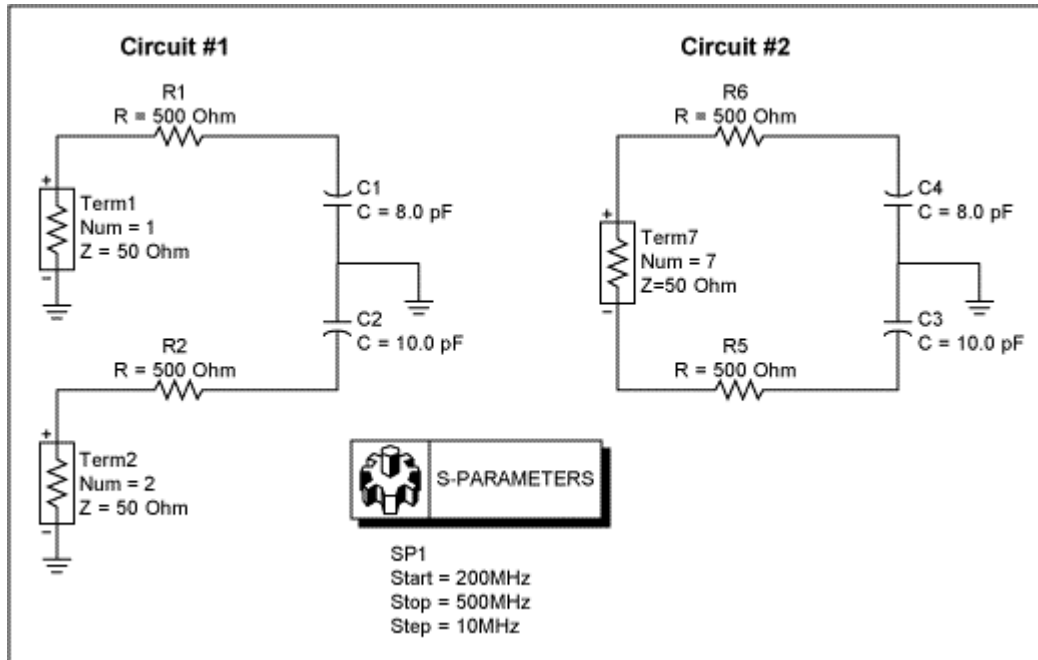 Circuit #1
R1
R = 500 Ohm
+
Term1
Num = 1
Z = 50 Ohm
-
C1
C = 8.0 pF
C2
C = 10.0 pF
R2
R = 500 Ohm
+
Term2
Num = 2
Z = 50 Ohm
-
Circuit #2
R6
R = 500 Ohm
+
Term7
Num = 7
Z=50 Ohm
-
C4
C = 8.0 pF
C3
C = 10.0 pF
R5
R = 500 Ohm
S-PARAMETERS
SP1
Start = 200MHz
Stop = 500MHz
Step = 10MHz